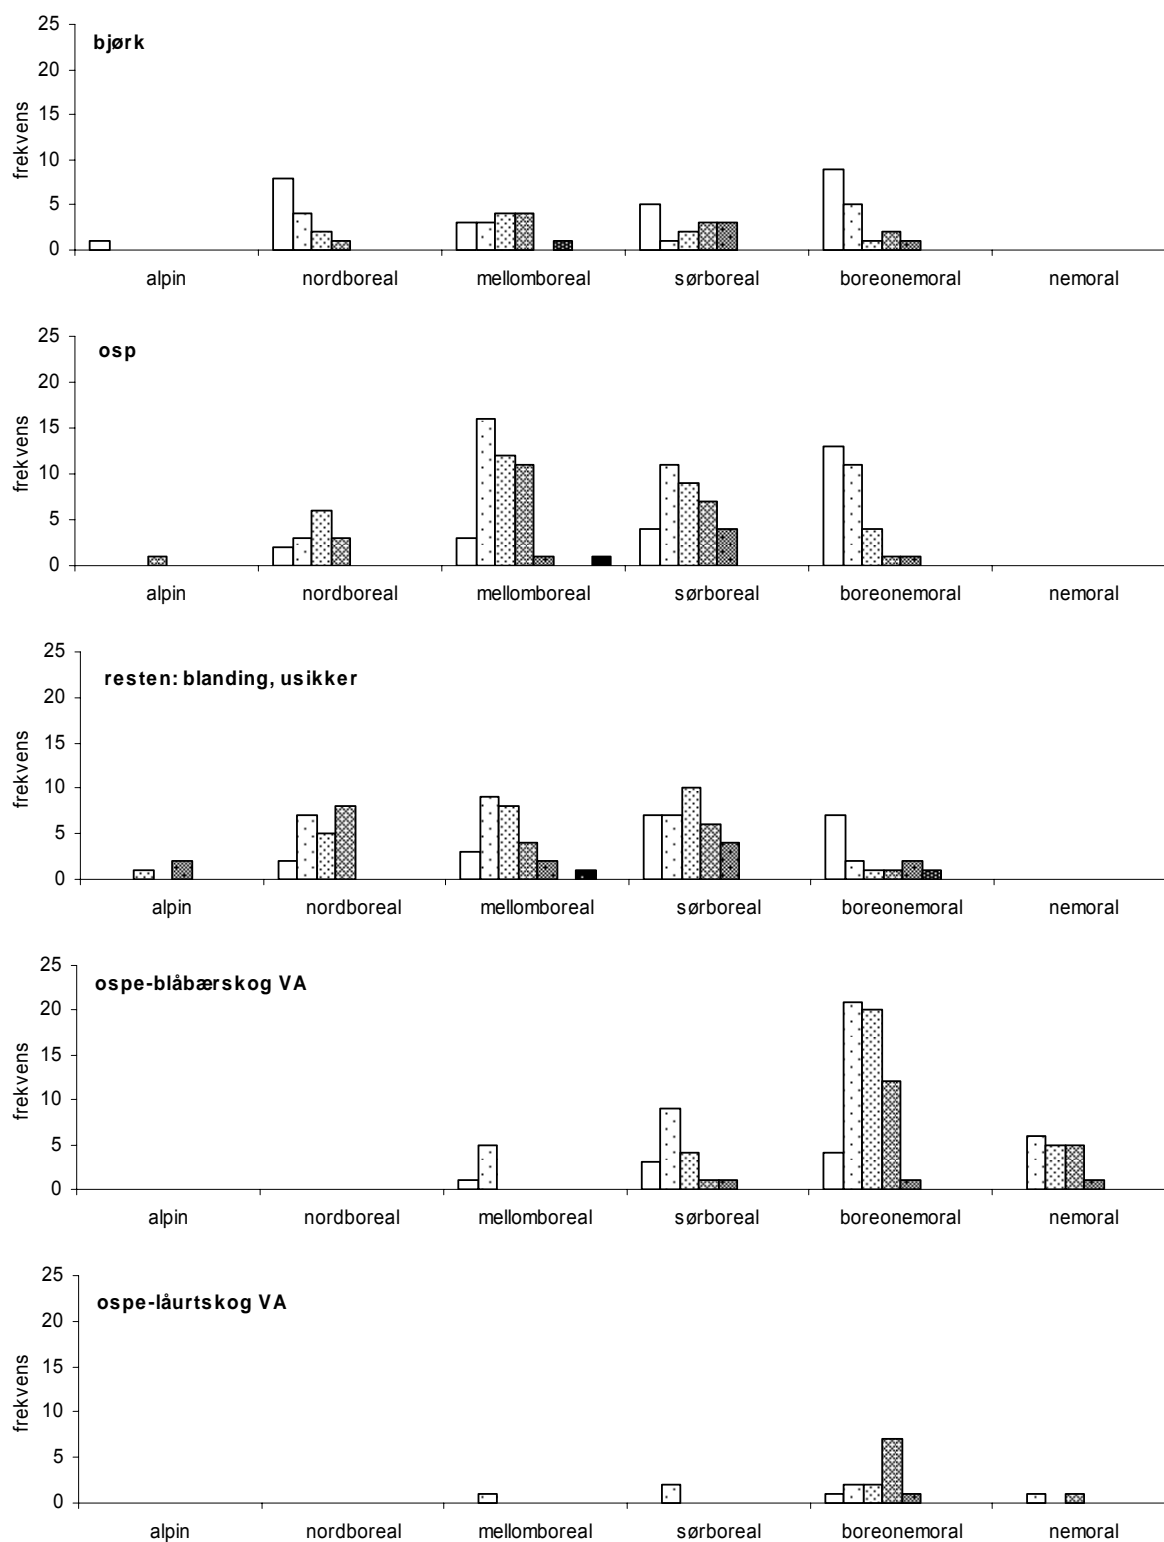 bjørk
frekvens
25
20
15
10
5
0
alpin nordboreal mellomboreal sørboreal boreonemoral nemoral
osp
frekvens
25
20
15
10
5
0
alpin nordboreal mellomboreal sørboreal boreonemoral nemoral
resten: blanding, usikker
frekvens
25
20
15
10
5
0
alpin nordboreal mellomboreal sørboreal boreonemoral nemoral
ospe-blåbærskog VA
frekvens
25
20
15
10
5
0
alpin nordboreal mellomboreal sørboreal boreonemoral nemoral
ospe-låurtskog VA
frekvens
25
20
15
10
5
0
alpin nordboreal mellomboreal sørboreal boreonemoral nemoral